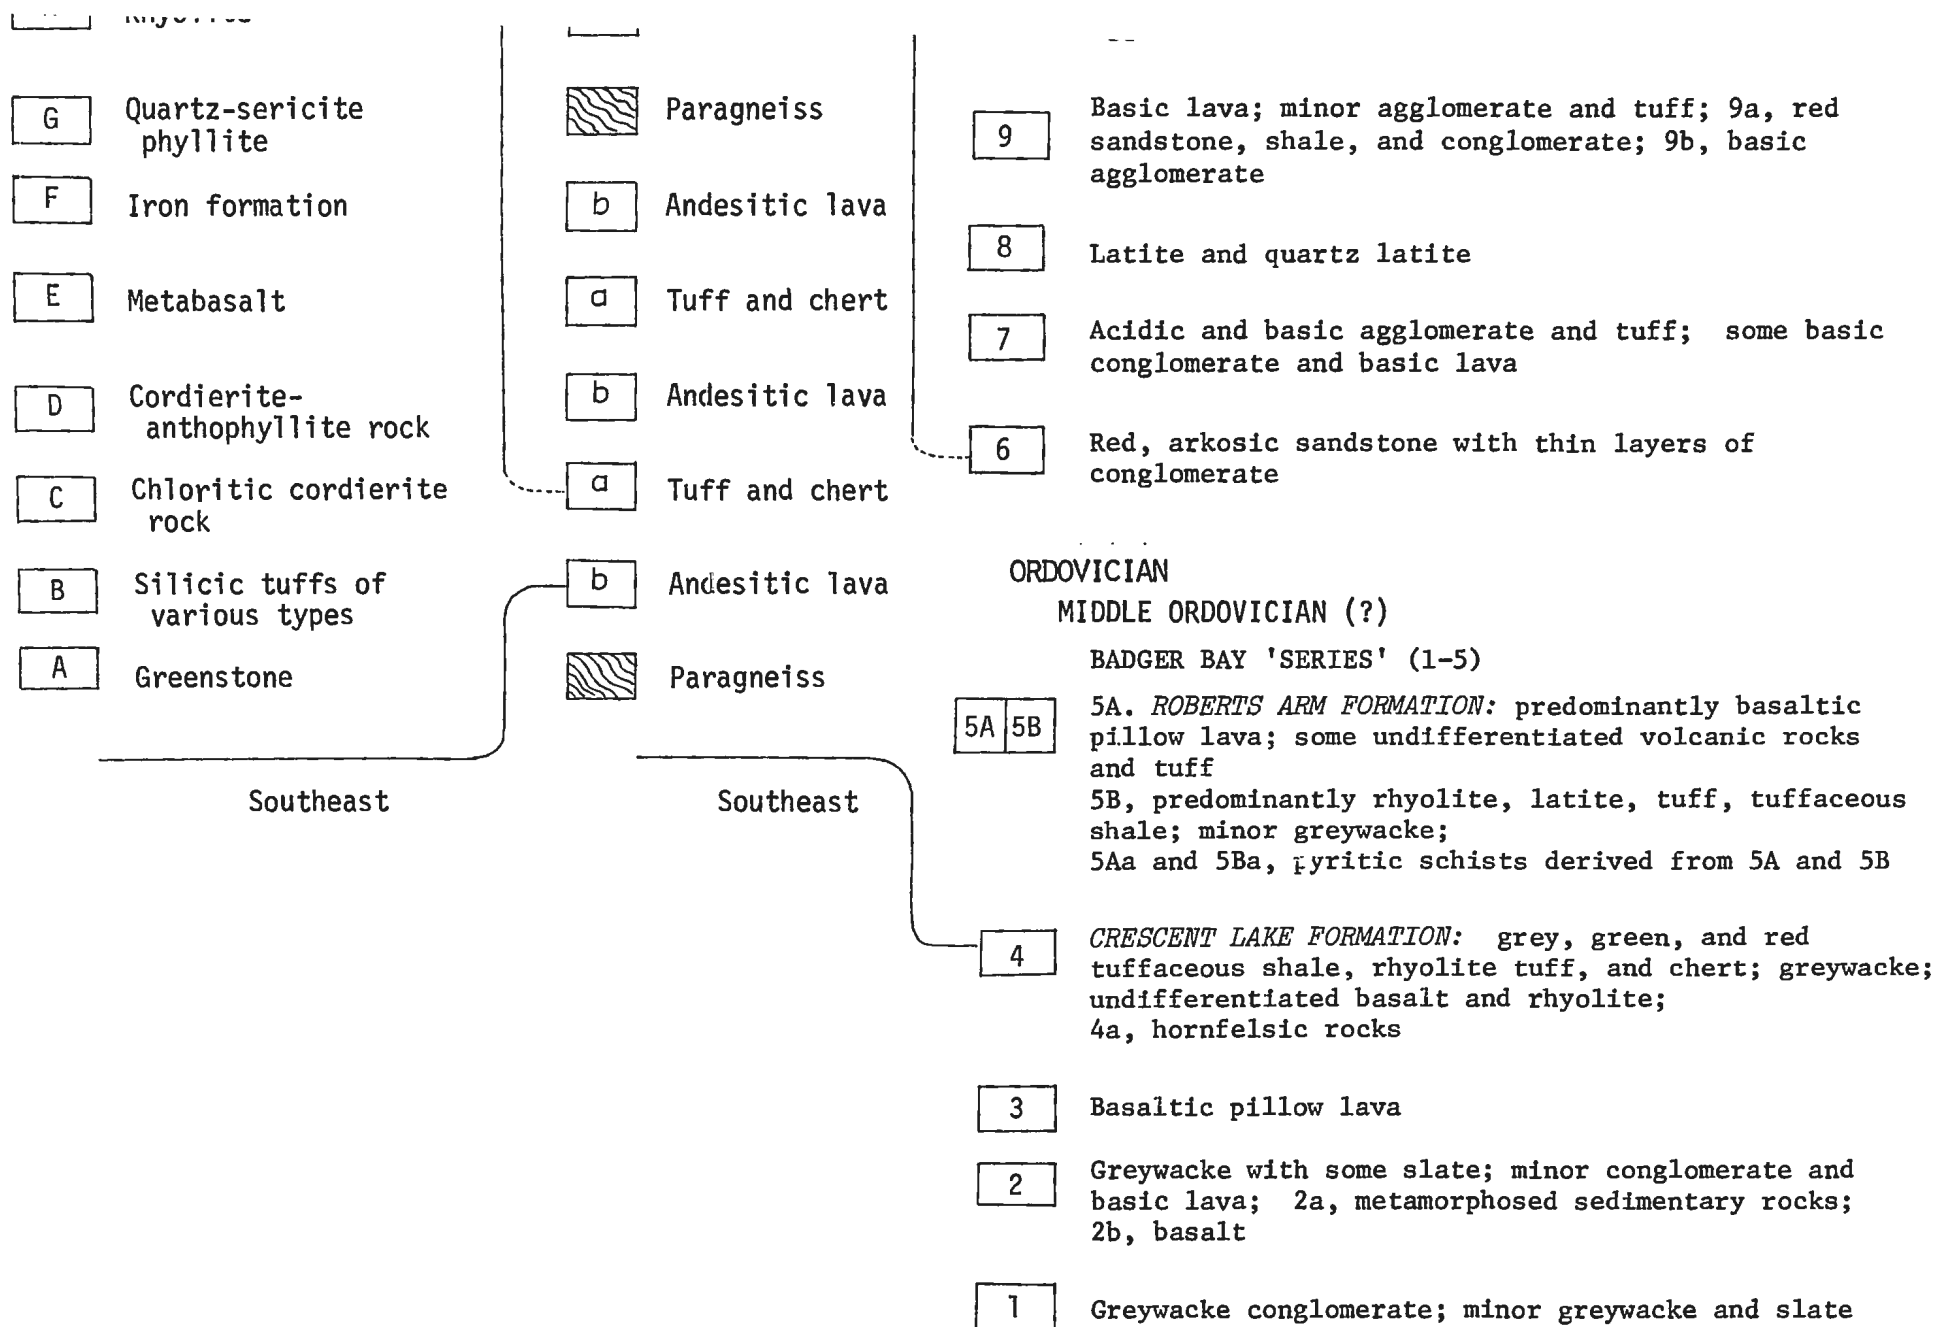 G
Quartz-sericite
phyllite
F
Iron formation
E
Metabasalt
D
Cordierite-
anthophyllite rock
C
Chloritic cordierite
rock
B
Silicic tuffs of
various types
A
Greenstone
Southeast
Paragneiss
b
Andesitic lava
a
Tuff and chert
b
Andesitic lava
a
Tuff and chert
b
Andesitic lava
Paragneiss
Southeast
9
Basic lava; minor agglomerate and tuff; 9a, red
sandstone, shale, and conglomerate; 9b, basic
agglomerate
8
Latite and quartz latite
7
Acidic and basic agglomerate and tuff; some basic
conglomerate and basic lava
6
Red, arkosic sandstone with thin layers of
conglomerate
ORDOVICIAN
MIDDLE ORDOVICIAN (?)
BADGER BAY 'SERIES' (1-5)
5A 5B
5A. ROBERTS ARM FORMATION: predominantly basaltic
pillow lava; some undifferentiated volcanic rocks
and tuff
5B, predominantly rhyolite, latite, tuff, tuffaceous
shale; minor greywacke;
5Aa and 5Ba, pyritic schists derived from 5A and 5B
4
CRESCENT LAKE FORMATION: grey, green, and red
tuffaceous shale, rhyolite tuff, and chert; greywacke;
undifferentiated basalt and rhyolite;
4a, hornfelsic rocks
3
Basaltic pillow lava
2
Greywacke with some slate; minor conglomerate and
basic lava; 2a, metamorphosed sedimentary rocks;
2b, basalt
1
Greywacke conglomerate; minor greywacke and slate